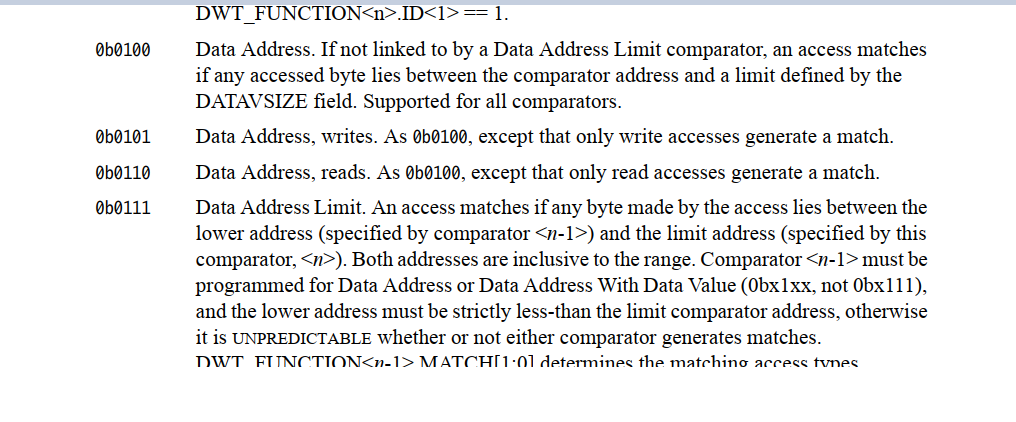 DWT_FUNCTION<n>.ID<1> == 1.
0b0100 Data Address. If not linked to by a Data Address Limit comparator, an access matches
if any accessed byte lies between the comparator address and a limit defined by the
DATAVSIZE field. Supported for all comparators.
0b0101 Data Address, writes. As 0b0100, except that only write accesses generate a match.
0b0110 Data Address, reads. As 0b0100, except that only read accesses generate a match.
0b0111 Data Address Limit. An access matches if any byte made by the access lies between the
lower address (specified by comparator <n-1>) and the limit address (specified by this
comparator, <n>). Both addresses are inclusive to the range. Comparator <n-1> must be
programmed for Data Address or Data Address With Data Value (0bx1xx, not 0bx111),
and the lower address must be strictly less-than the limit comparator address, otherwise
it is UNPREDICTABLE whether or not either comparator generates matches.
DWT_FUNCTION<n-1>.MATCH[1:0] determines the matching access types